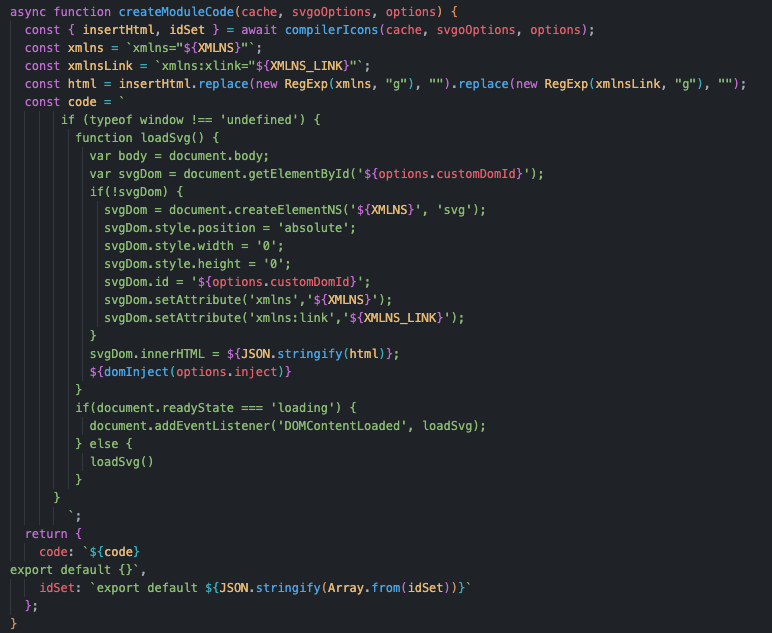 async function createModuleCode(cache, svgoOptions, options) {
  const { insertHtml, idSet } = await compilerIcons(cache, svgoOptions, options);
  const xmlns = `xmlns="${XMLNS}"`;
  const xmlnsLink = `xmlns:xlink="${XMLNS_LINK}"`;
  const html = insertHtml.replace(new RegExp(xmlns, "g"), "").replace(new RegExp(xmlnsLink, "g"), "");
  const code = `
       if (typeof window !== 'undefined') {
         function loadSvg() {
           var body = document.body;
           var svgDom = document.getElementById('${options.customDomId}');
           if(!svgDom) {
             svgDom = document.createElementNS('${XMLNS}', 'svg');
             svgDom.style.position = 'absolute';
             svgDom.style.width = '0';
             svgDom.style.height = '0';
             svgDom.id = '${options.customDomId}';
             svgDom.setAttribute('xmlns','${XMLNS}');
             svgDom.setAttribute('xmlns:link','${XMLNS_LINK}');
           }
           svgDom.innerHTML = ${JSON.stringify(html)};
           ${domInject(options.inject)}
         }
         if(document.readyState === 'loading') {
           document.addEventListener('DOMContentLoaded', loadSvg);
         } else {
           loadSvg()
         }
      }
        `;
  return {
    code: `${code}
export default {}`,
    idSet: `export default ${JSON.stringify(Array.from(idSet))}`
  };
}